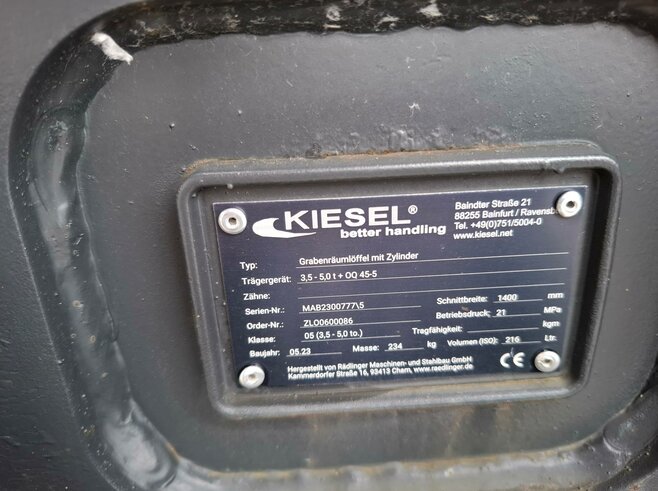 KIESEL®
better handling
Baindter Straße 21
88255 Bainfurt / Ravensb
Tel. +49(0)751/5004-0
www.kiesel.net
Typ: Grabenräumlöffel mit Zylinder
Trägergerät: 3,5 - 5,0 t + OQ 45-5
Zähne:
Serien-Nr.: MAB2300777\5 Schnittbreite: 1400 mm
Order-Nr.: ZLO0600086 Betriebsdruck: 21 MPa
Klasse: 05 (3,5 - 5,0 to.) Tragfähigkeit: kgm
Baujahr: 05.23 Masse: 234 kg Volumen (ISO): 216 Ltr.
Hergestellt von Rädlinger Maschinen- und Stahlbau GmbH
Kammerdorfer Straße 16, 93413 Cham, www.raedlinger.de
CE